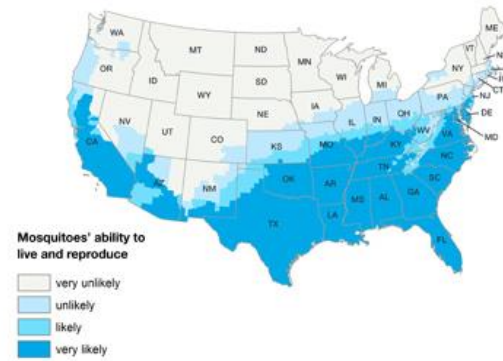 WA
MT
ND
MN
ME
VT
OR
ID
SD
WI
MI
NY
WY
CT
IA
PA
NJ
NE
NV
UT
CO
IL
IN
OH
DE
WV
MD
KS
MO
KY
VA
CA
NC
TN
OK
AR
SC
NM
MS
AL
GA
TX
LA
FL
Mosquitoes' ability to
live and reproduce
very unlikely
unlikely
likely
very likely